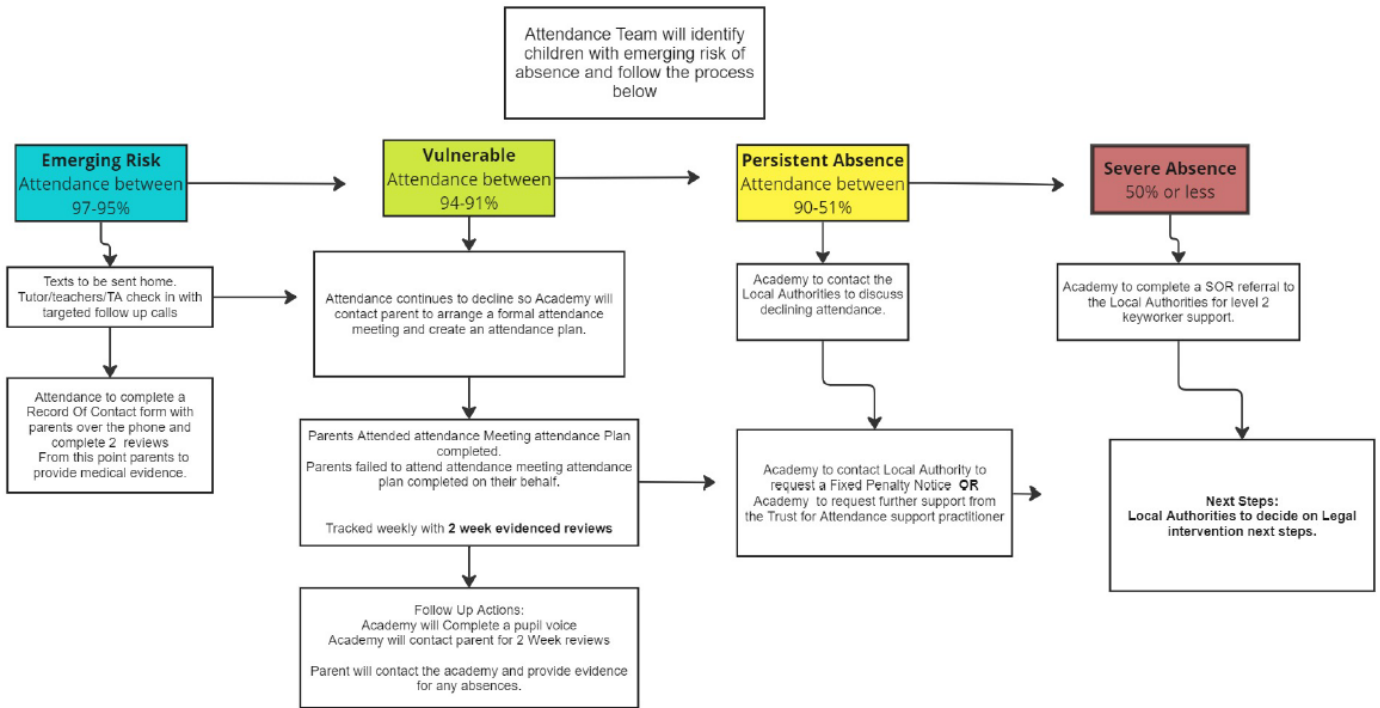 Attendance Team will identify
children with emerging risk of
absence and follow the process
below
Emerging Risk
Attendance between
97-95%
Vulnerable
Attendance between
94-91%
Persistent Absence
Attendance between
90-51%
Severe Absence
50% or less
Texts to be sent home.
Tutor/teachers/TA check in with
targeted follow up calls
Attendance to complete a
Record Of Contact form with
parents over the phone and
complete 2 reviews
From this point parents to
provide medical evidence.
Attendance continues to decline so Academy will
contact parent to arrange a formal attendance
meeting and create an attendance plan.
Parents Attended attendance Meeting attendance Plan
completed.
Parents failed to attend attendance meeting attendance
plan completed on their behalf.
Tracked weekly with 2 week evidenced reviews
Follow Up Actions:
Academy will Complete a pupil voice
Academy will contact parent for 2 Week reviews
Parent will contact the academy and provide evidence
for any absences.
Academy to contact the
Local Authorities to discuss
declining attendance.
Academy to contact Local Authority to
request a Fixed Penalty Notice OR
Academy to request further support from
the Trust for Attendance support practitioner
Academy to complete a SOR referral to
the Local Authorities for level 2
keyworker support.
Next Steps:
Local Authorities to decide on Legal
intervention next steps.